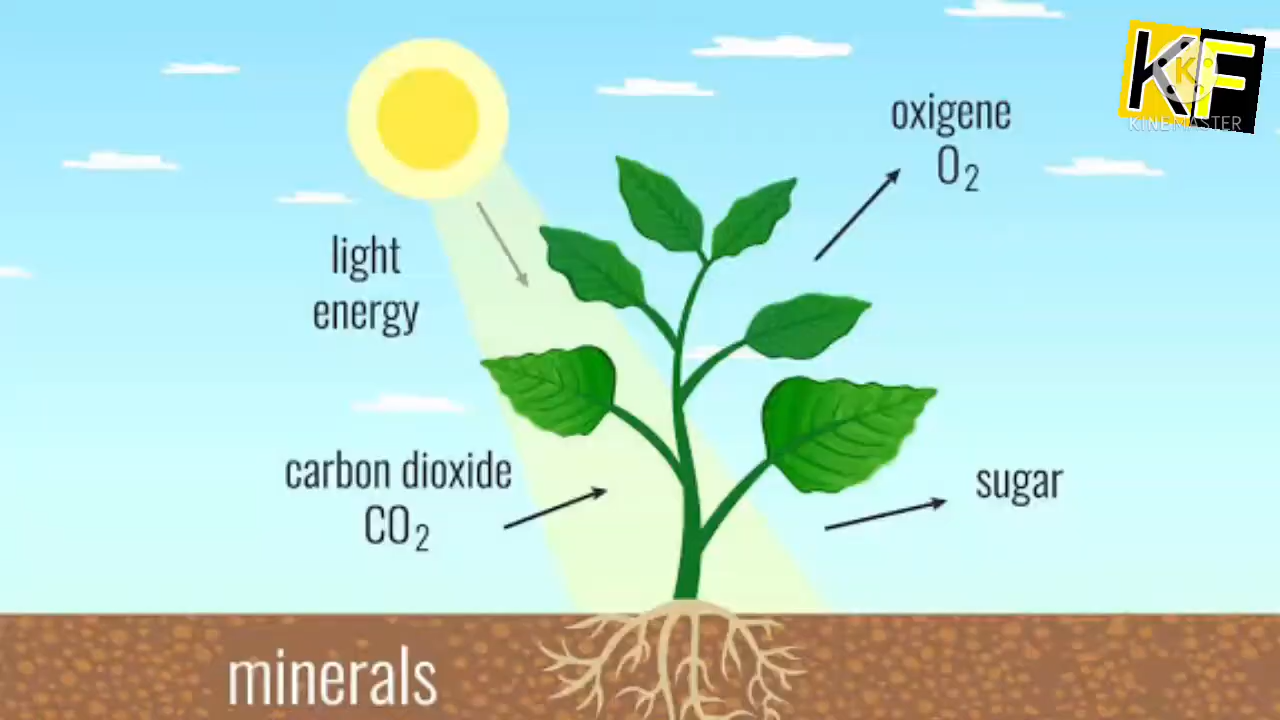 KF
K
KINEMASTER
oxigene
O₂
light
energy
carbon dioxide
CO₂
sugar
minerals